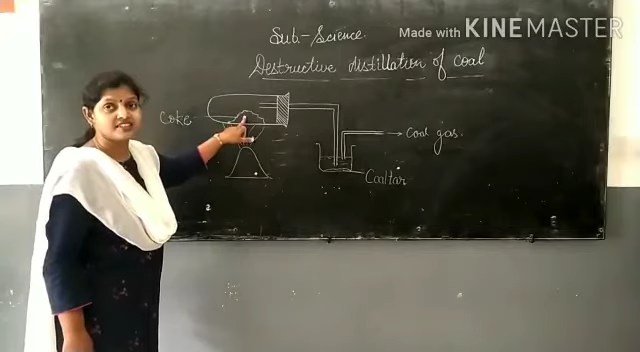 Made with KINEMASTER
Sub.- Science.
Destructive distillation of coal
Coke
Coal gas.
Coaltar